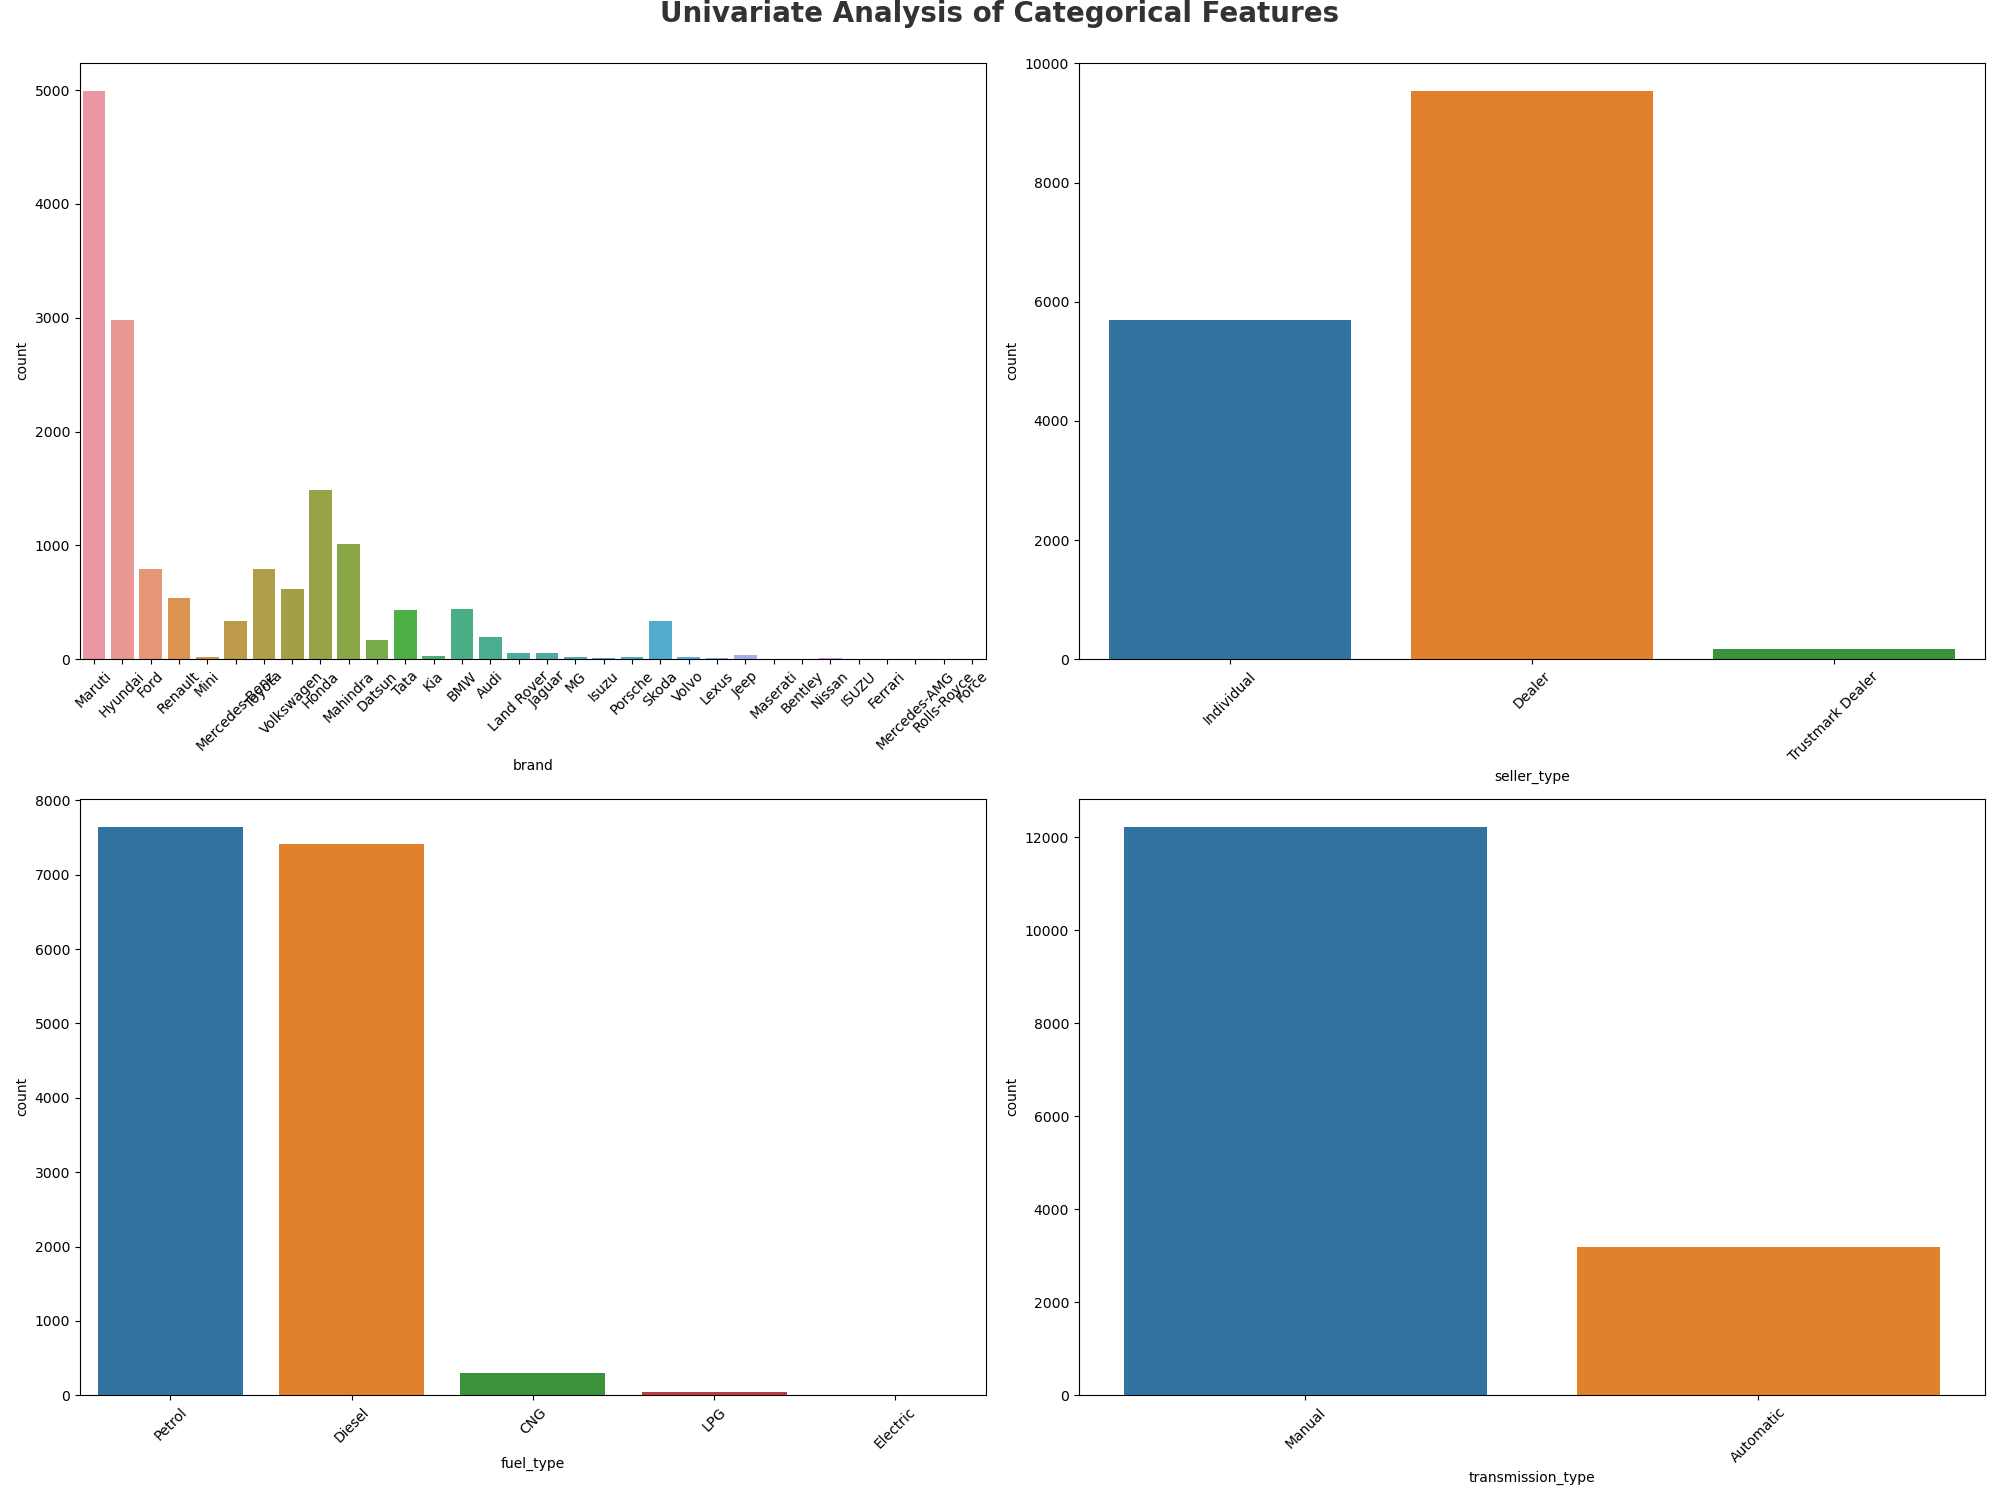 Univariate Analysis of Categorical Features
5000
4000
3000
2000
1000
0
count
Maruti
Hyundai
Ford
Renault
Mini
Mercedes-Benz
Toyota
Volkswagen
Honda
Mahindra
Datsun
Tata
Kia
BMW
Audi
Land Rover
Jaguar
MG
Isuzu
Porsche
Skoda
Volvo
Lexus
Jeep
Maserati
Bentley
Nissan
ISUZU
Ferrari
Mercedes-AMG
Rolls-Royce
Force
brand
10000
8000
6000
4000
2000
0
count
Individual
Dealer
Trustmark Dealer
seller_type
8000
7000
6000
5000
4000
3000
2000
1000
0
count
Petrol
Diesel
CNG
LPG
Electric
fuel_type
12000
10000
8000
6000
4000
2000
0
count
Manual
Automatic
transmission_type